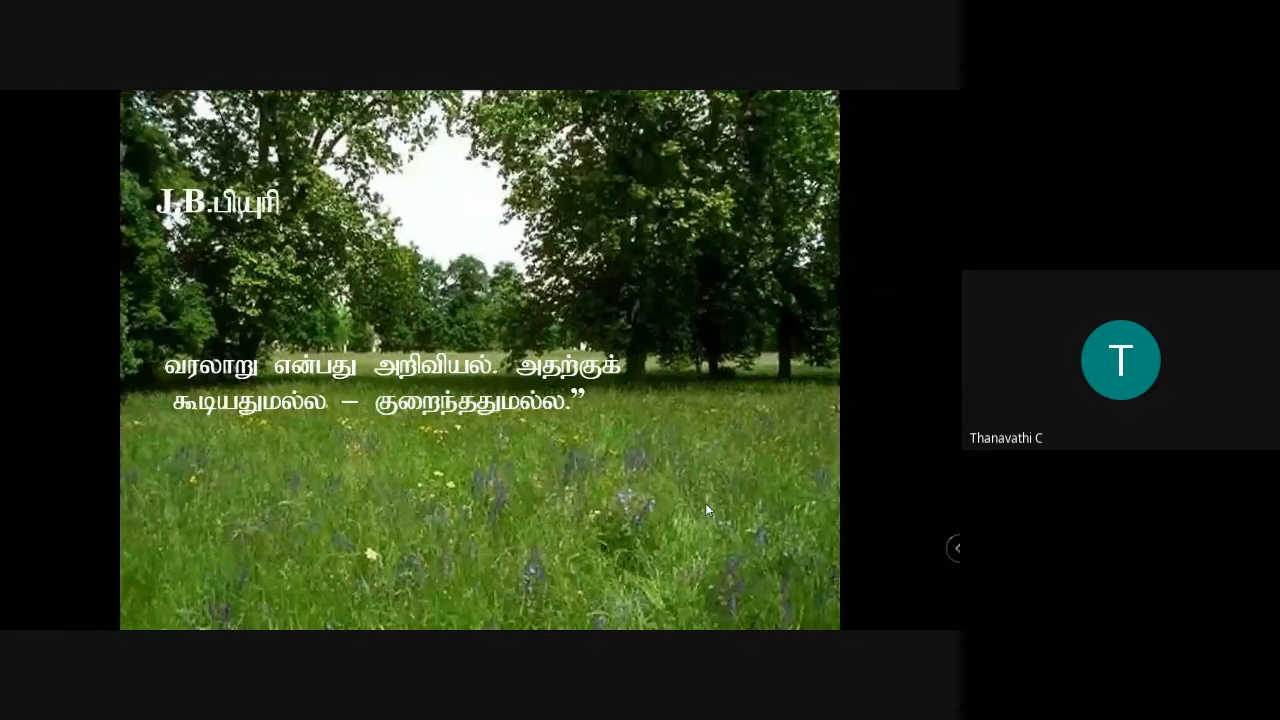 J.B.பியுரி
வரலாறு என்பது அறிவியல். அதற்குக்
கூடியதுமல்ல – குறைந்ததுமல்ல.”
T
Thanavathi C